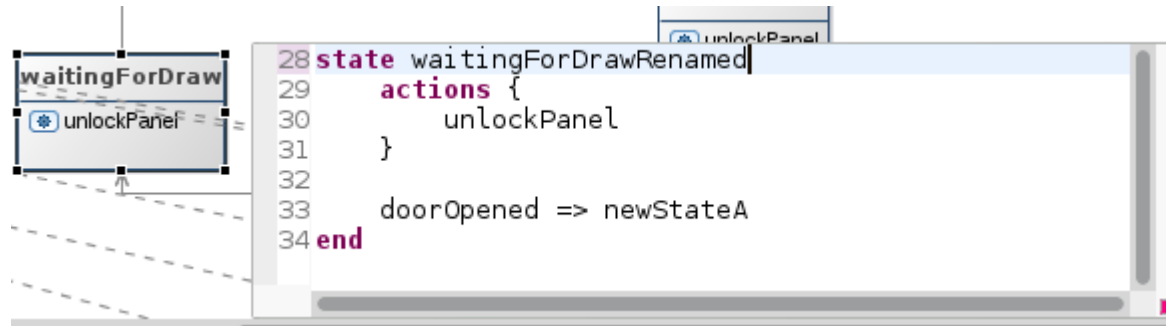 unlockPanel
waitingForDraw
unlockPanel
28 state waitingForDrawRenamed
29 actions {
30 unlockPanel
31 }
32
33 doorOpened => newStateA
34 end